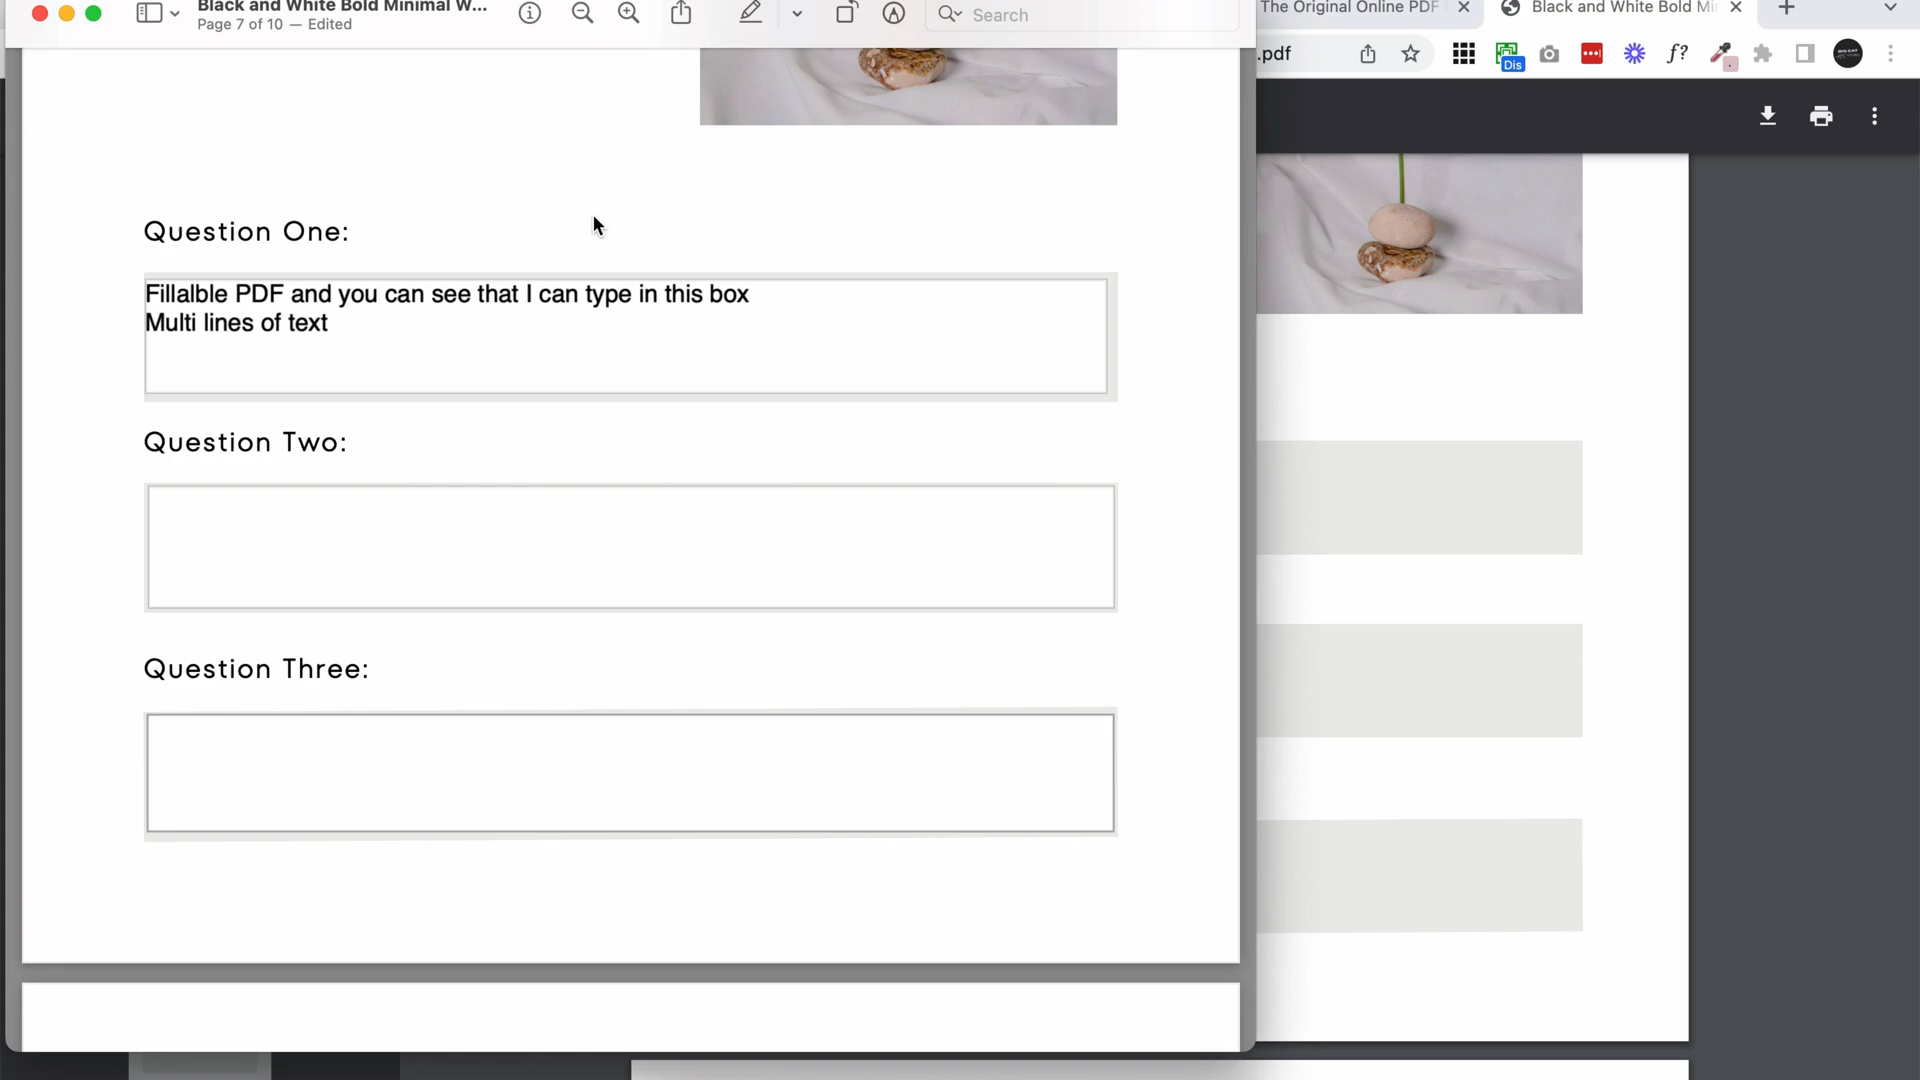 Black and White Bold Minimal W...
Page 7 of 10 — Edited
Search
The Original Online PDF
Black and White Bold Mi
.pdf
Dis
f?
Question One:
Fillalble PDF and you can see that I can type in this box
Multi lines of text
Question Two:
Question Three: